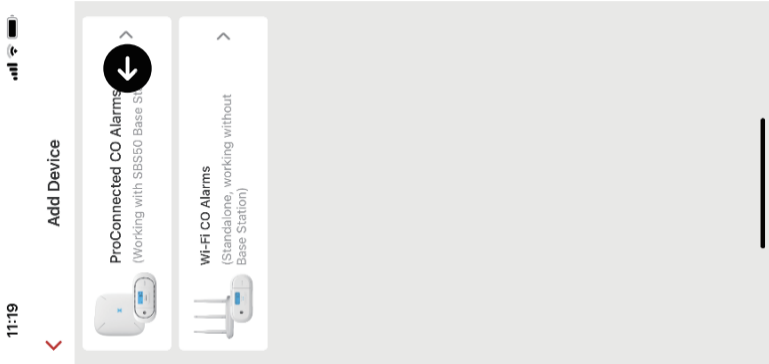 11:19
Add Device
ProConnected CO Alarms
(Working with SBS50 Base St
Wi-Fi CO Alarms
(Standalone, working without
Base Station)